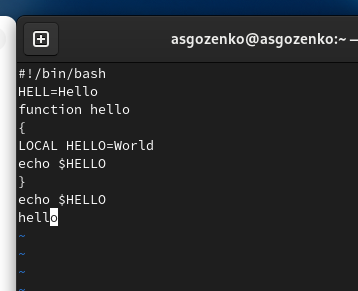 asgozenko@asgozenko:~ —
#!/bin/bash
HELL=Hello
function hello
{
LOCAL HELLO=World
echo $HELLO
}
echo $HELLO
hello
~
~
~
~